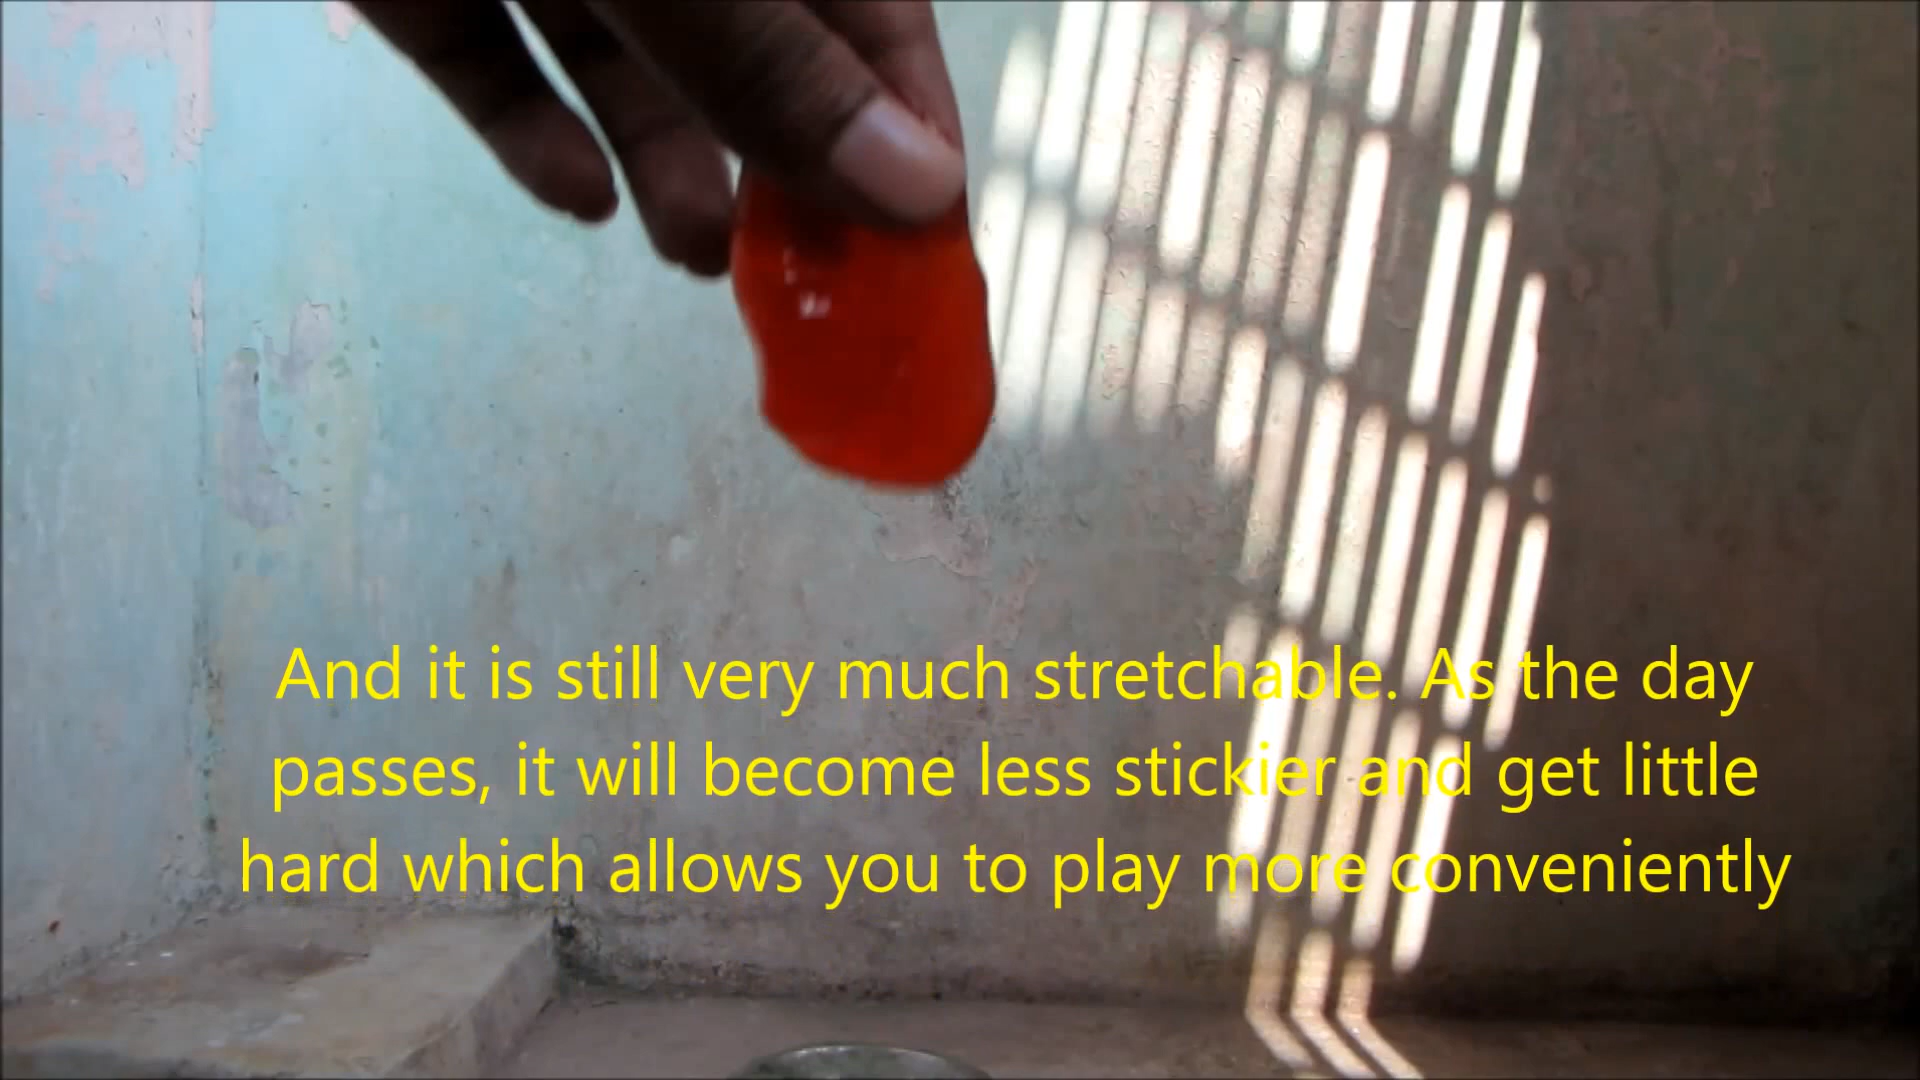 And it is still very much stretchable. As the day
passes, it will become less stickier and get little
hard which allows you to play more conveniently